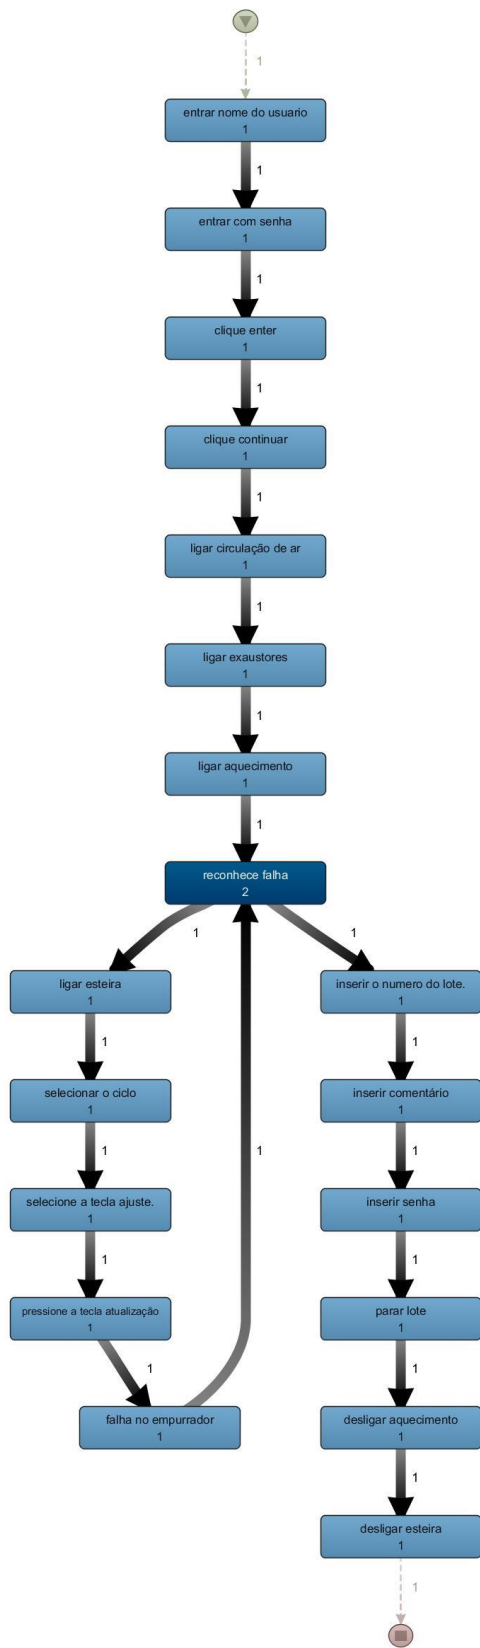 1
entrar nome do usuario
1
1
entrar com senha
1
1
clique enter
1
1
clique continuar
1
1
ligar circulação de ar
1
1
ligar exaustores
1
1
ligar aquecimento
1
1
reconhece falha
2
1
1
ligar esteira
1
inserir o numero do lote.
1
1
1
selecionar o ciclo
1
inserir comentário
1
1
1
1
selecione a tecla ajuste.
1
inserir senha
1
1
1
pressione a tecla atualização
1
parar lote
1
1
1
falha no empurrador
1
desligar aquecimento
1
1
desligar esteira
1
1